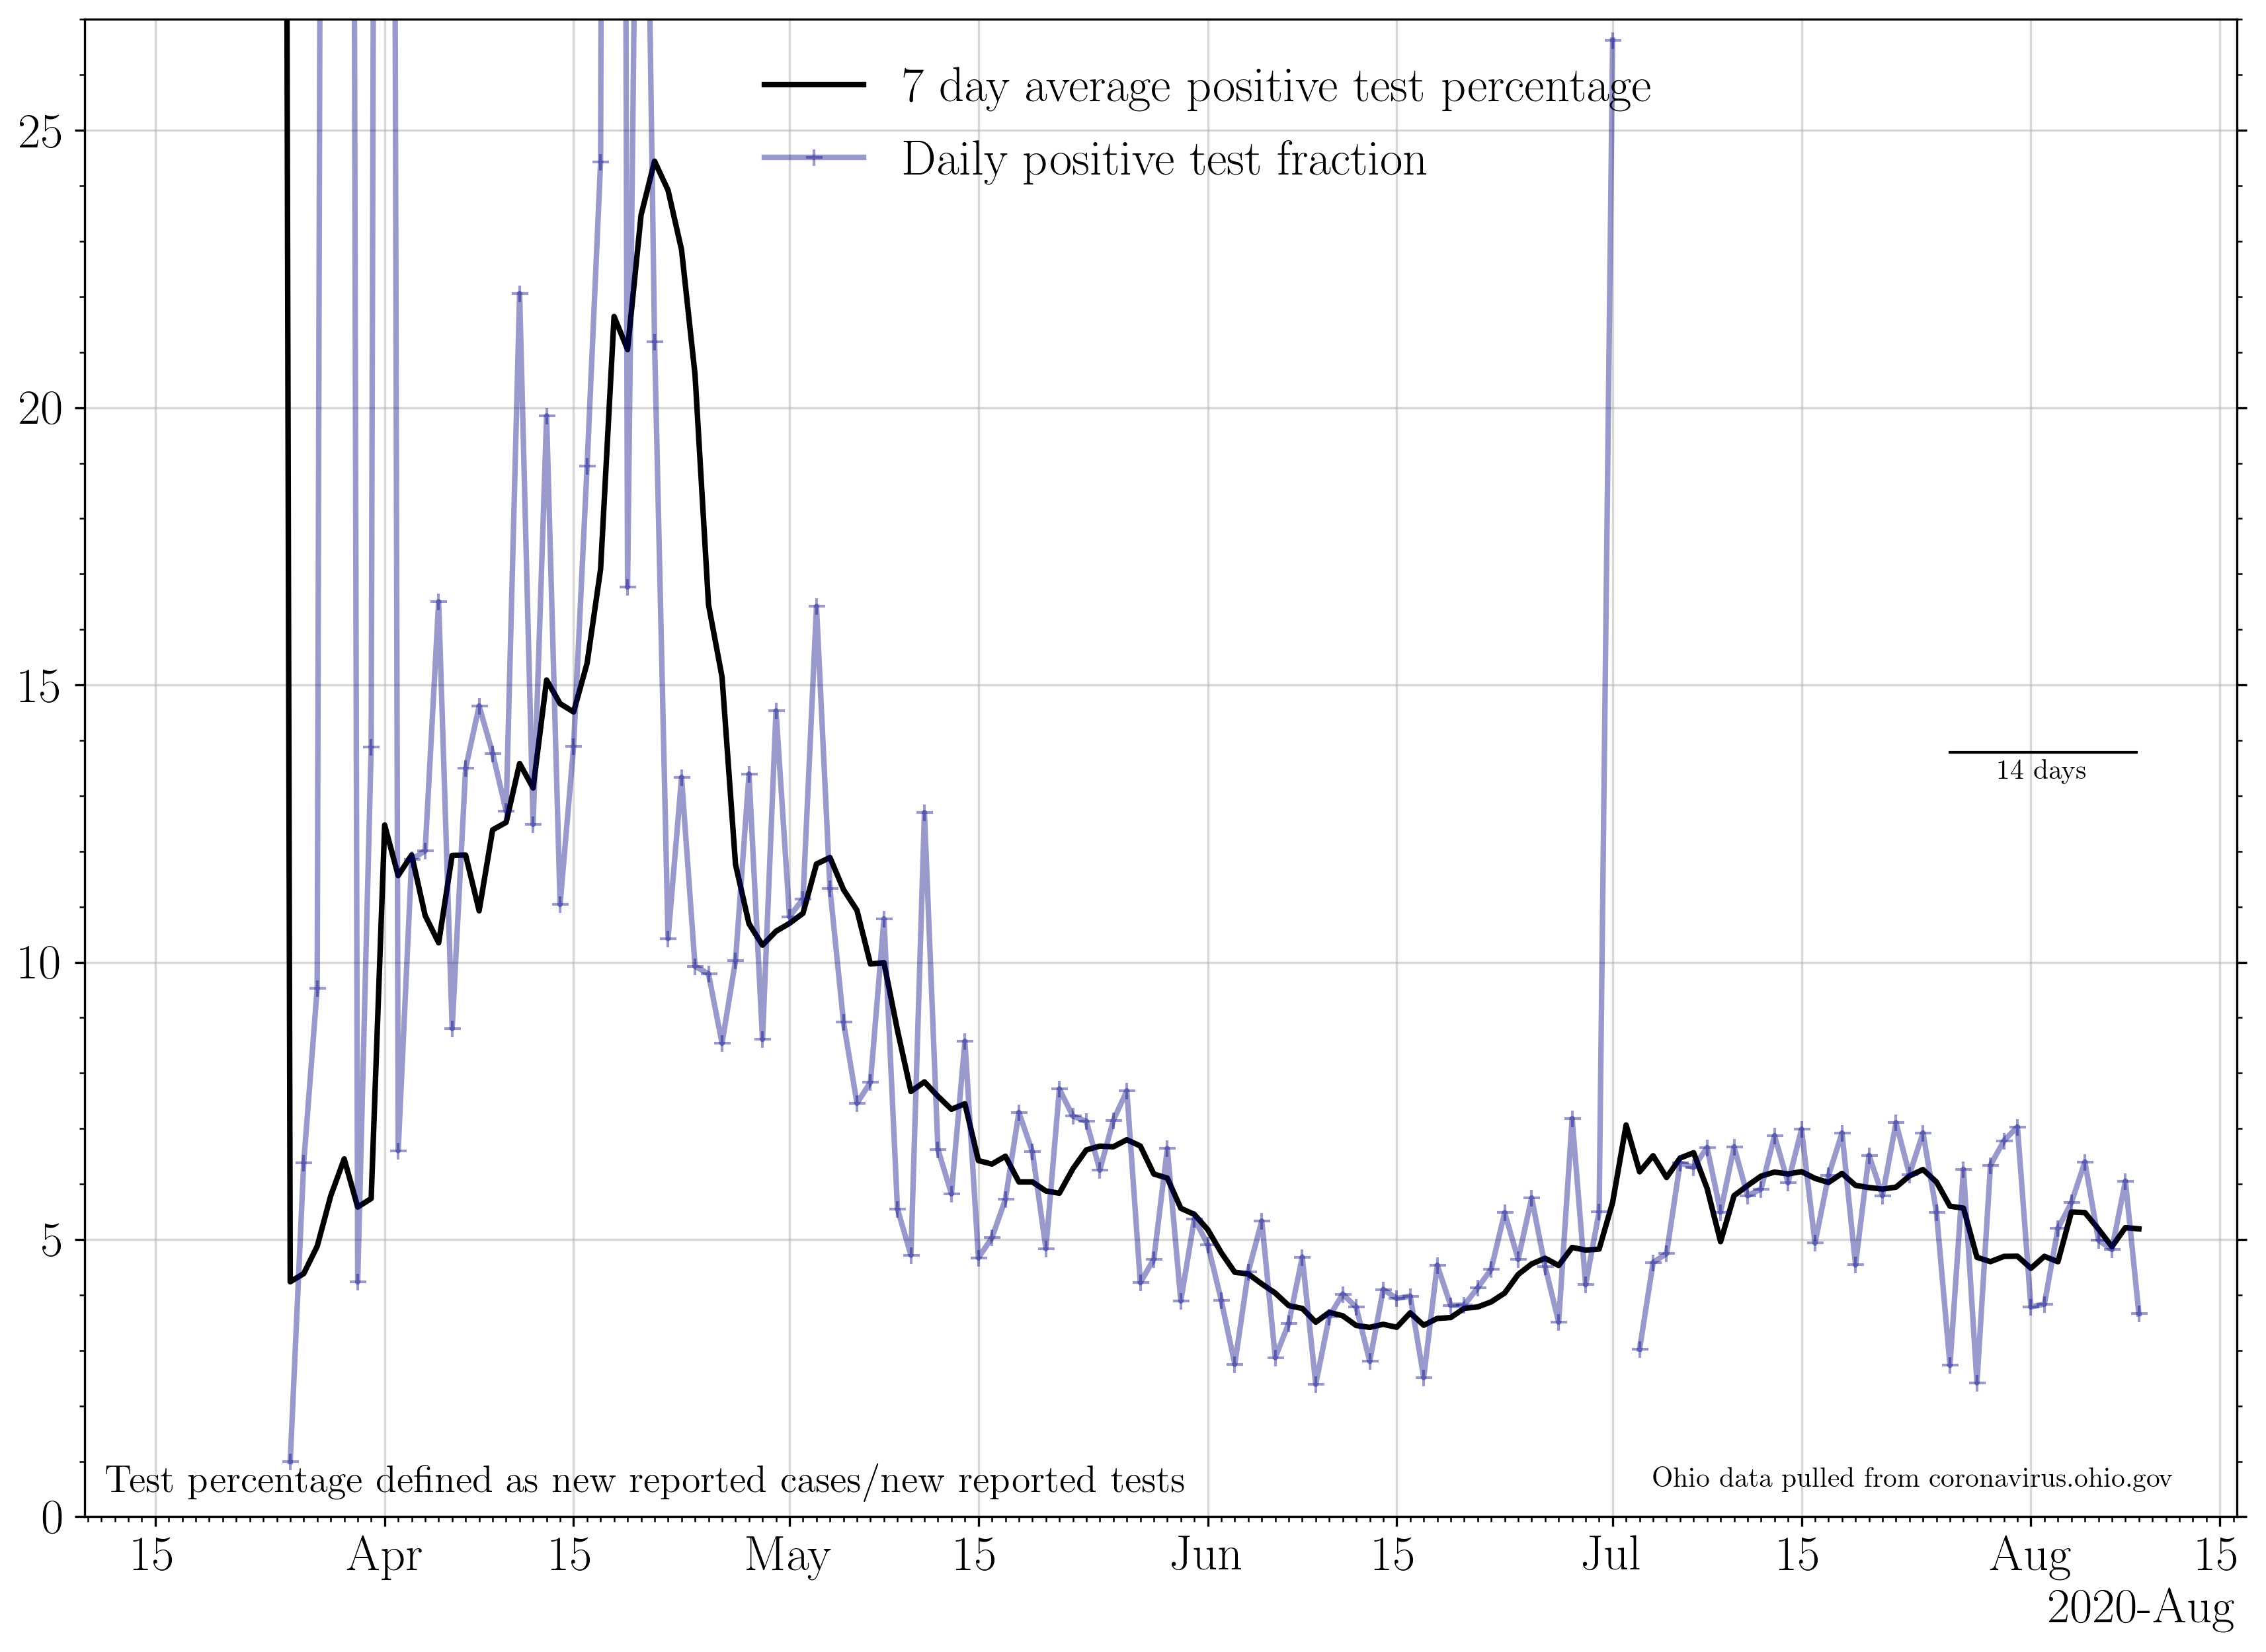 7 day average positive test percentage
Daily positive test fraction
25
20
15
10
5
0
14 days
Test percentage defined as new reported cases/new reported tests
Ohio data pulled from coronavirus.ohio.gov
15 Apr 15 May 15 Jun 15 Jul 15 Aug 15
2020-Aug